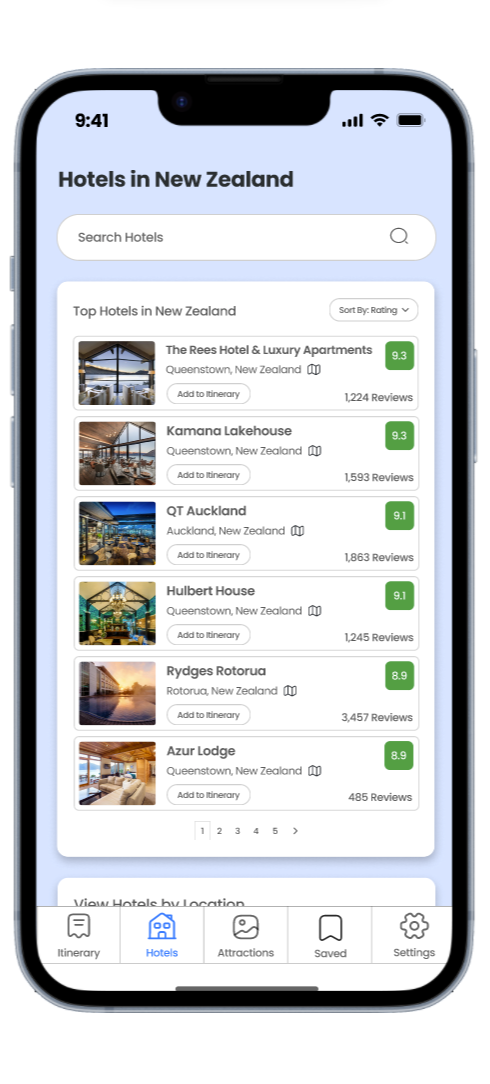 9:41
Hotels in New Zealand
Search Hotels
Top Hotels in New Zealand
Sort By: Rating
The Rees Hotel & Luxury Apartments
9.3
Queenstown, New Zealand
Add to Itinerary
1,224 Reviews
Kamana Lakehouse
9.3
Queenstown, New Zealand
Add to Itinerary
1,593 Reviews
QT Auckland
9.1
Auckland, New Zealand
Add to Itinerary
1,863 Reviews
Hulbert House
9.1
Queenstown, New Zealand
Add to Itinerary
1,245 Reviews
Rydges Rotorua
8.9
Rotorua, New Zealand
Add to Itinerary
3,457 Reviews
Azur Lodge
8.9
Queenstown, New Zealand
Add to Itinerary
485 Reviews
1 2 3 4 5 >
View Hotels by Location
Itinerary Hotels Attractions Saved Settings